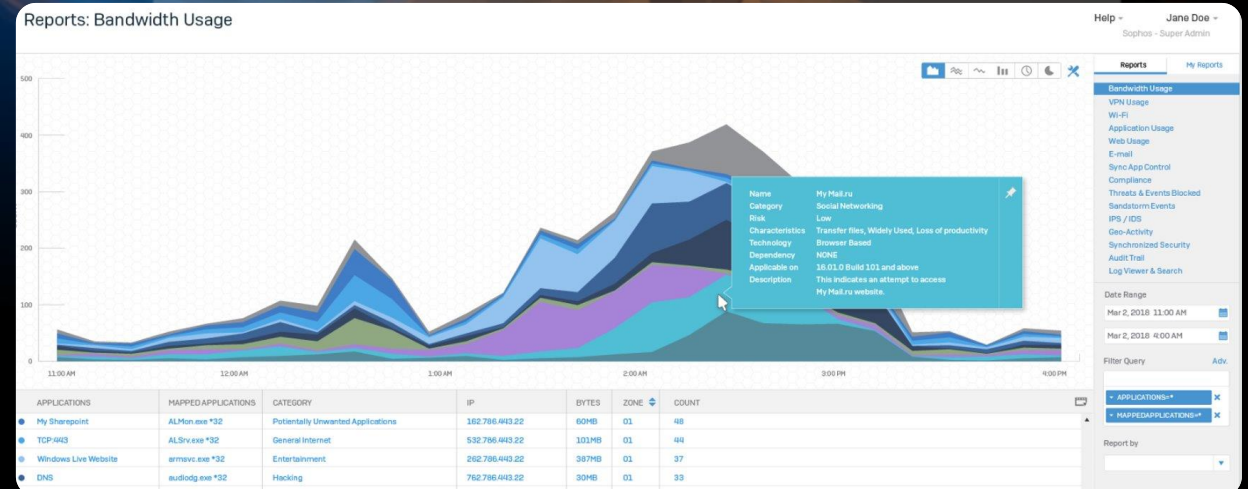 Reports: Bandwidth Usage
Help
Jane Doe
Sophos - Super Admin
Reports
My Reports
Bandwidth Usage
VPN Usage
Wi-Fi
Application Usage
Web Usage
E-mail
Sync App Control
Compliance
Threats & Events Blocked
Sandstorm Events
IPS / IDS
Geo-Activity
Synchronized Security
Audit Trail
Log Viewer & Search
Date Range
Mar 2, 2018 11:00 AM
Mar 2, 2018 4:00 AM
Filter Query
Adv.
APPLICATIONS=*
MAPPEDAPPLICATIONS=*
Report by
500
400
300
200
100
0
Name My Mail.ru
Category Social Networking
Risk Low
Characteristics Transfer files, Widely Used, Loss of productivity
Technology Browser Based
Dependency NONE
Applicable on 16.01.0 Build 101 and above
Description This indicates an attempt to access
My Mail.ru website.
11:00 AM 12:00 AM 1:00 AM 2:00 AM 3:00 PM 4:00 PM
APPLICATIONS MAPPED APPLICATIONS CATEGORY IP BYTES ZONE COUNT
My Sharepoint ALMon.exe *32 Potientially Unwanted Applications 162.786.443.22 60MB 01 48
TCP:443 ALSrv.exe *32 General Internet 532.786.443.22 101MB 01 44
Windows Live Website armsvc.exe *32 Entertainment 262.786.443.22 387MB 01 37
DNS audiodg.exe *32 Hacking 762.786.443.22 30MB 01 33